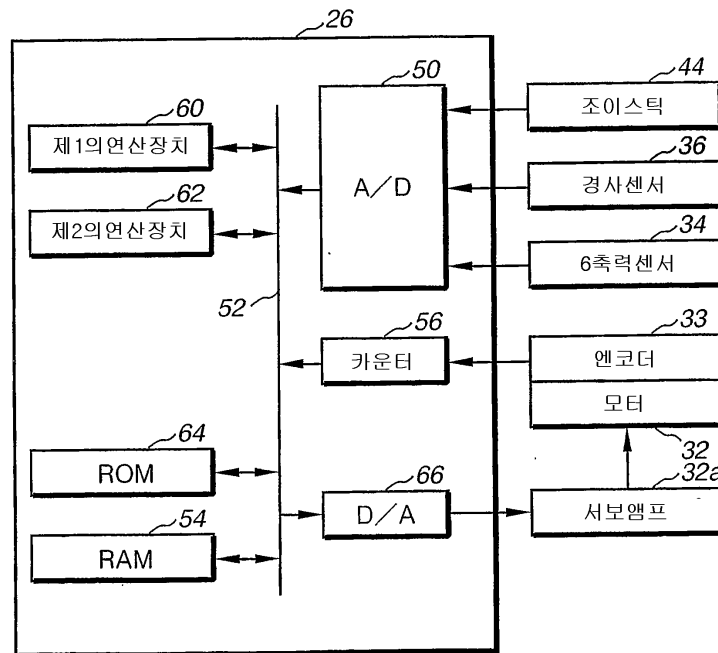 26
50
44
조이스틱
60
제1의연산장치
36
경사센서
A/D
62
제2의연산장치
34
6축력센서
52
56
카운터
33
엔코더
모터
32
64
ROM
66
D/A
32a
서보앰프
54
RAM